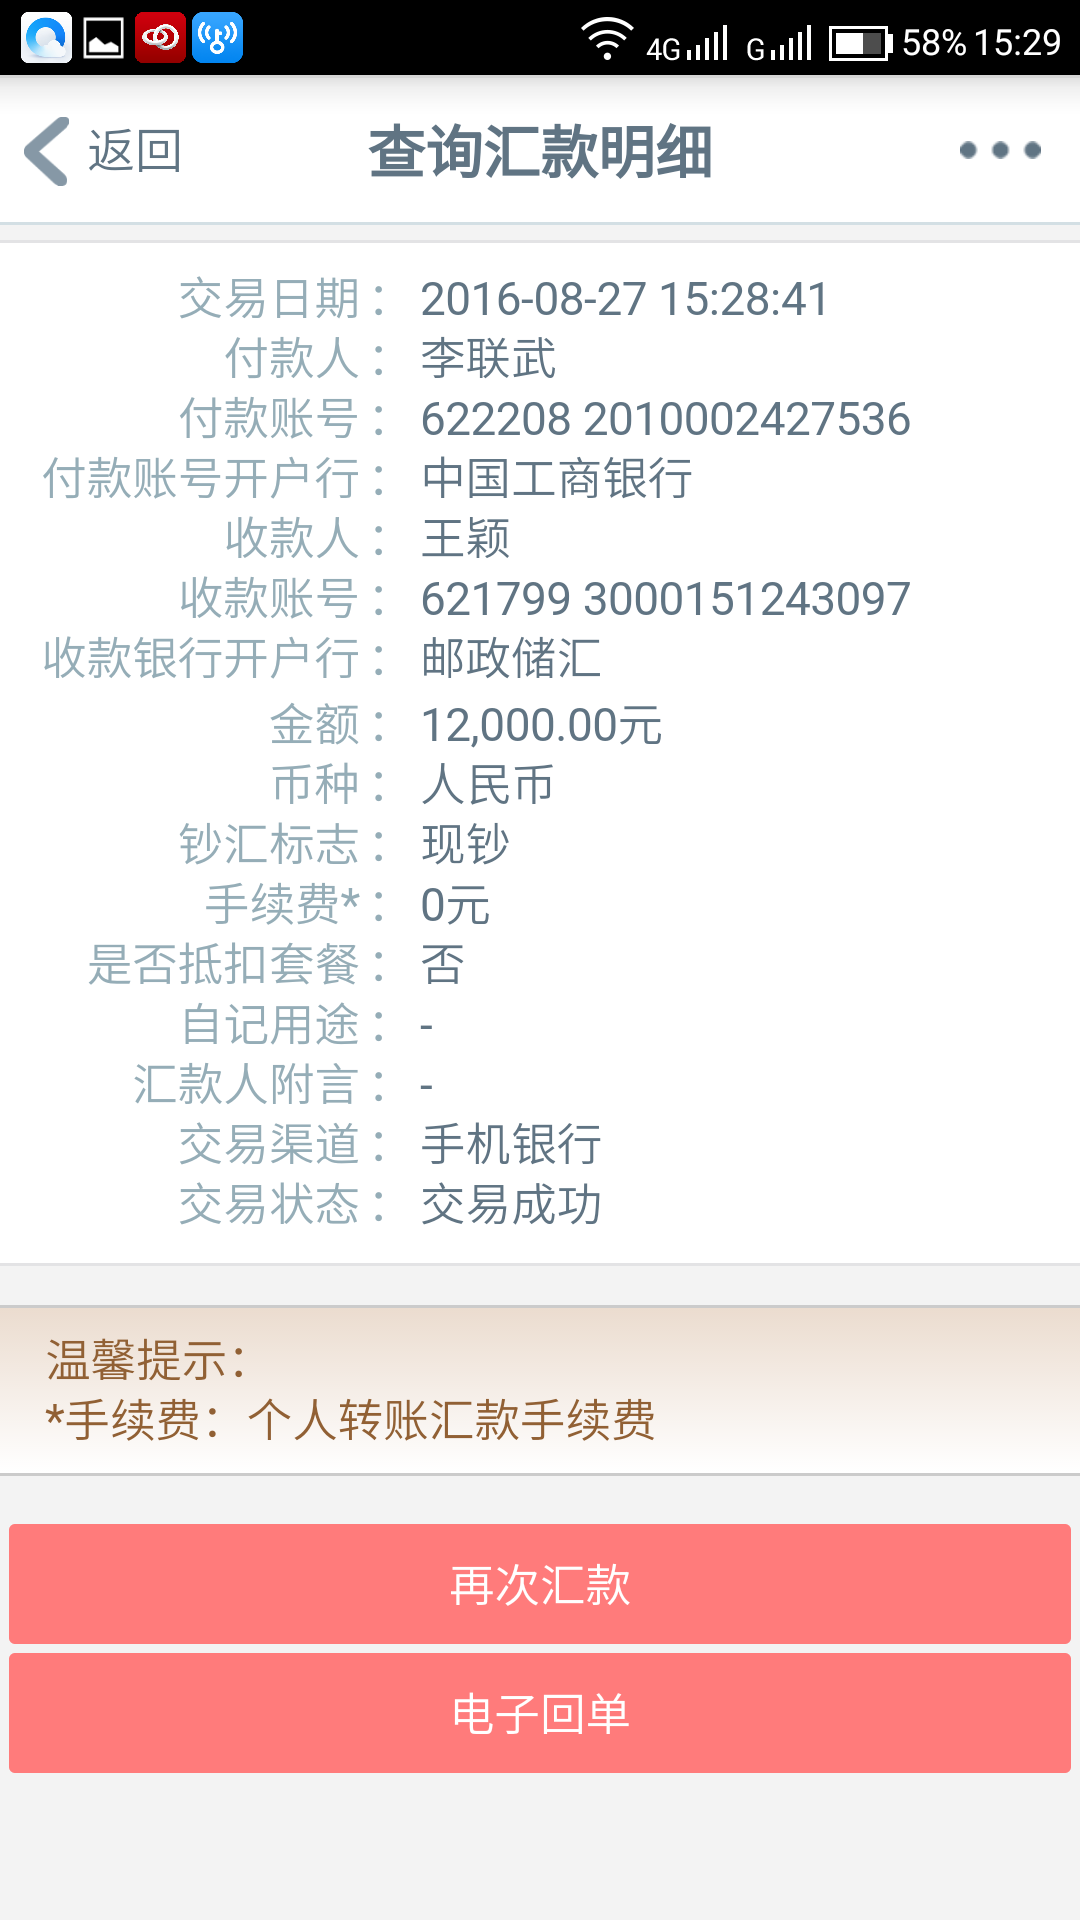 4G G 58% 15:29
返回 查询汇款明细
交易日期： 2016-08-27 15:28:41
付款人： 李联武
付款账号： 622208 2010002427536
付款账号开户行： 中国工商银行
收款人： 王颖
收款账号： 621799 3000151243097
收款银行开户行： 邮政储汇
金额： 12,000.00元
币种： 人民币
钞汇标志： 现钞
手续费*： 0元
是否抵扣套餐： 否
自记用途： -
汇款人附言： -
交易渠道： 手机银行
交易状态： 交易成功
温馨提示：
*手续费：个人转账汇款手续费
再次汇款
电子回单